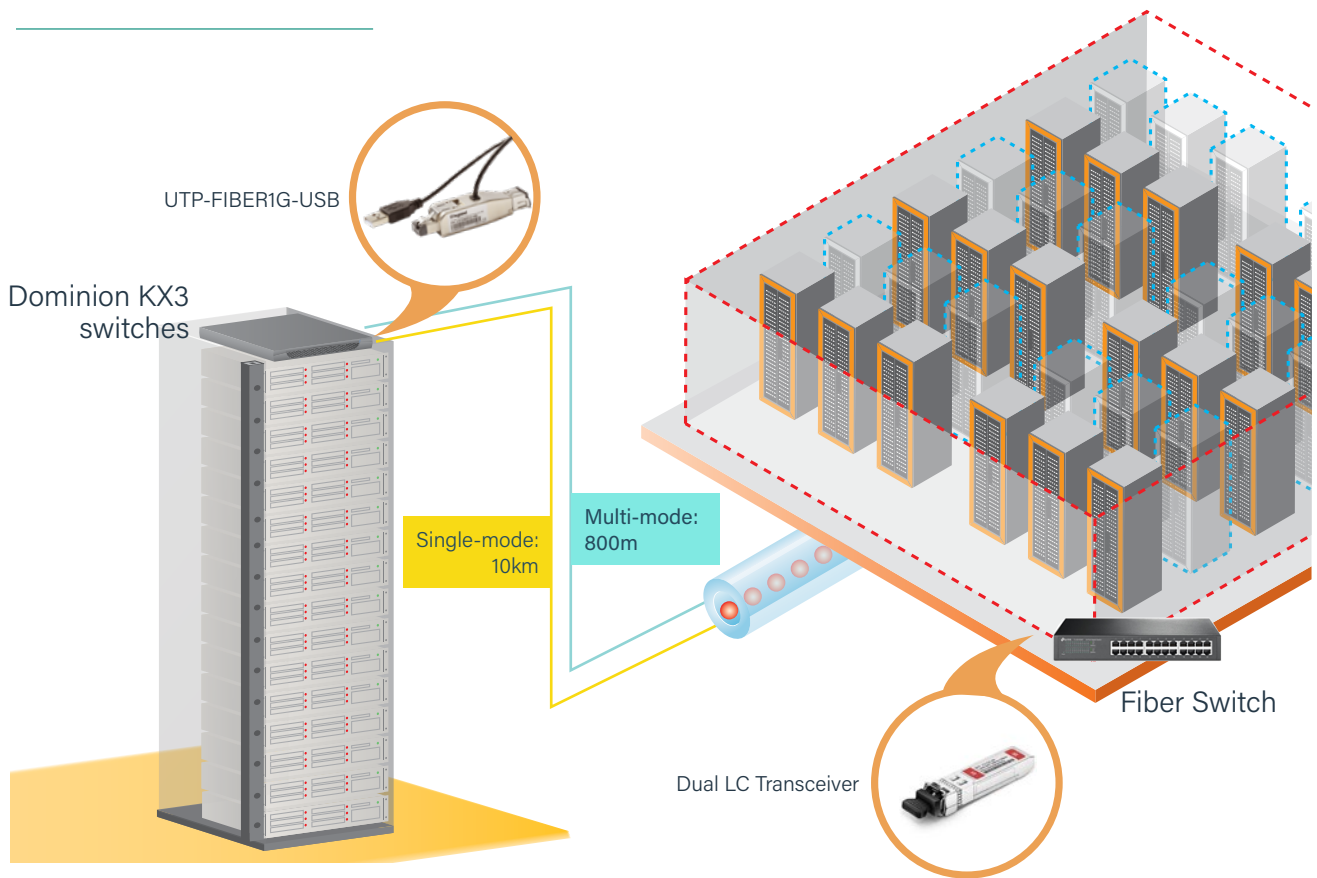 UTP-FIBER1G-USB
Dominion KX3
switches
Single-mode:
10km
Multi-mode:
800m
Fiber Switch
Dual LC Transceiver